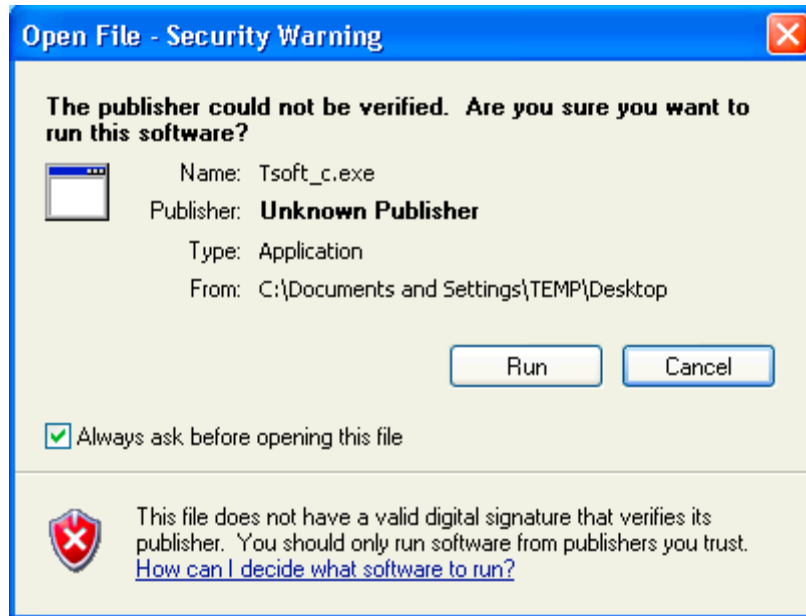 Open File - Security Warning
The publisher could not be verified.  Are you sure you want to
run this software?
Name: Tsoft_c.exe
Publisher: Unknown Publisher
Type: Application
From: C:\Documents and Settings\TEMP\Desktop
Run Cancel
Always ask before opening this file
This file does not have a valid digital signature that verifies its
publisher.  You should only run software from publishers you trust.
How can I decide what software to run?